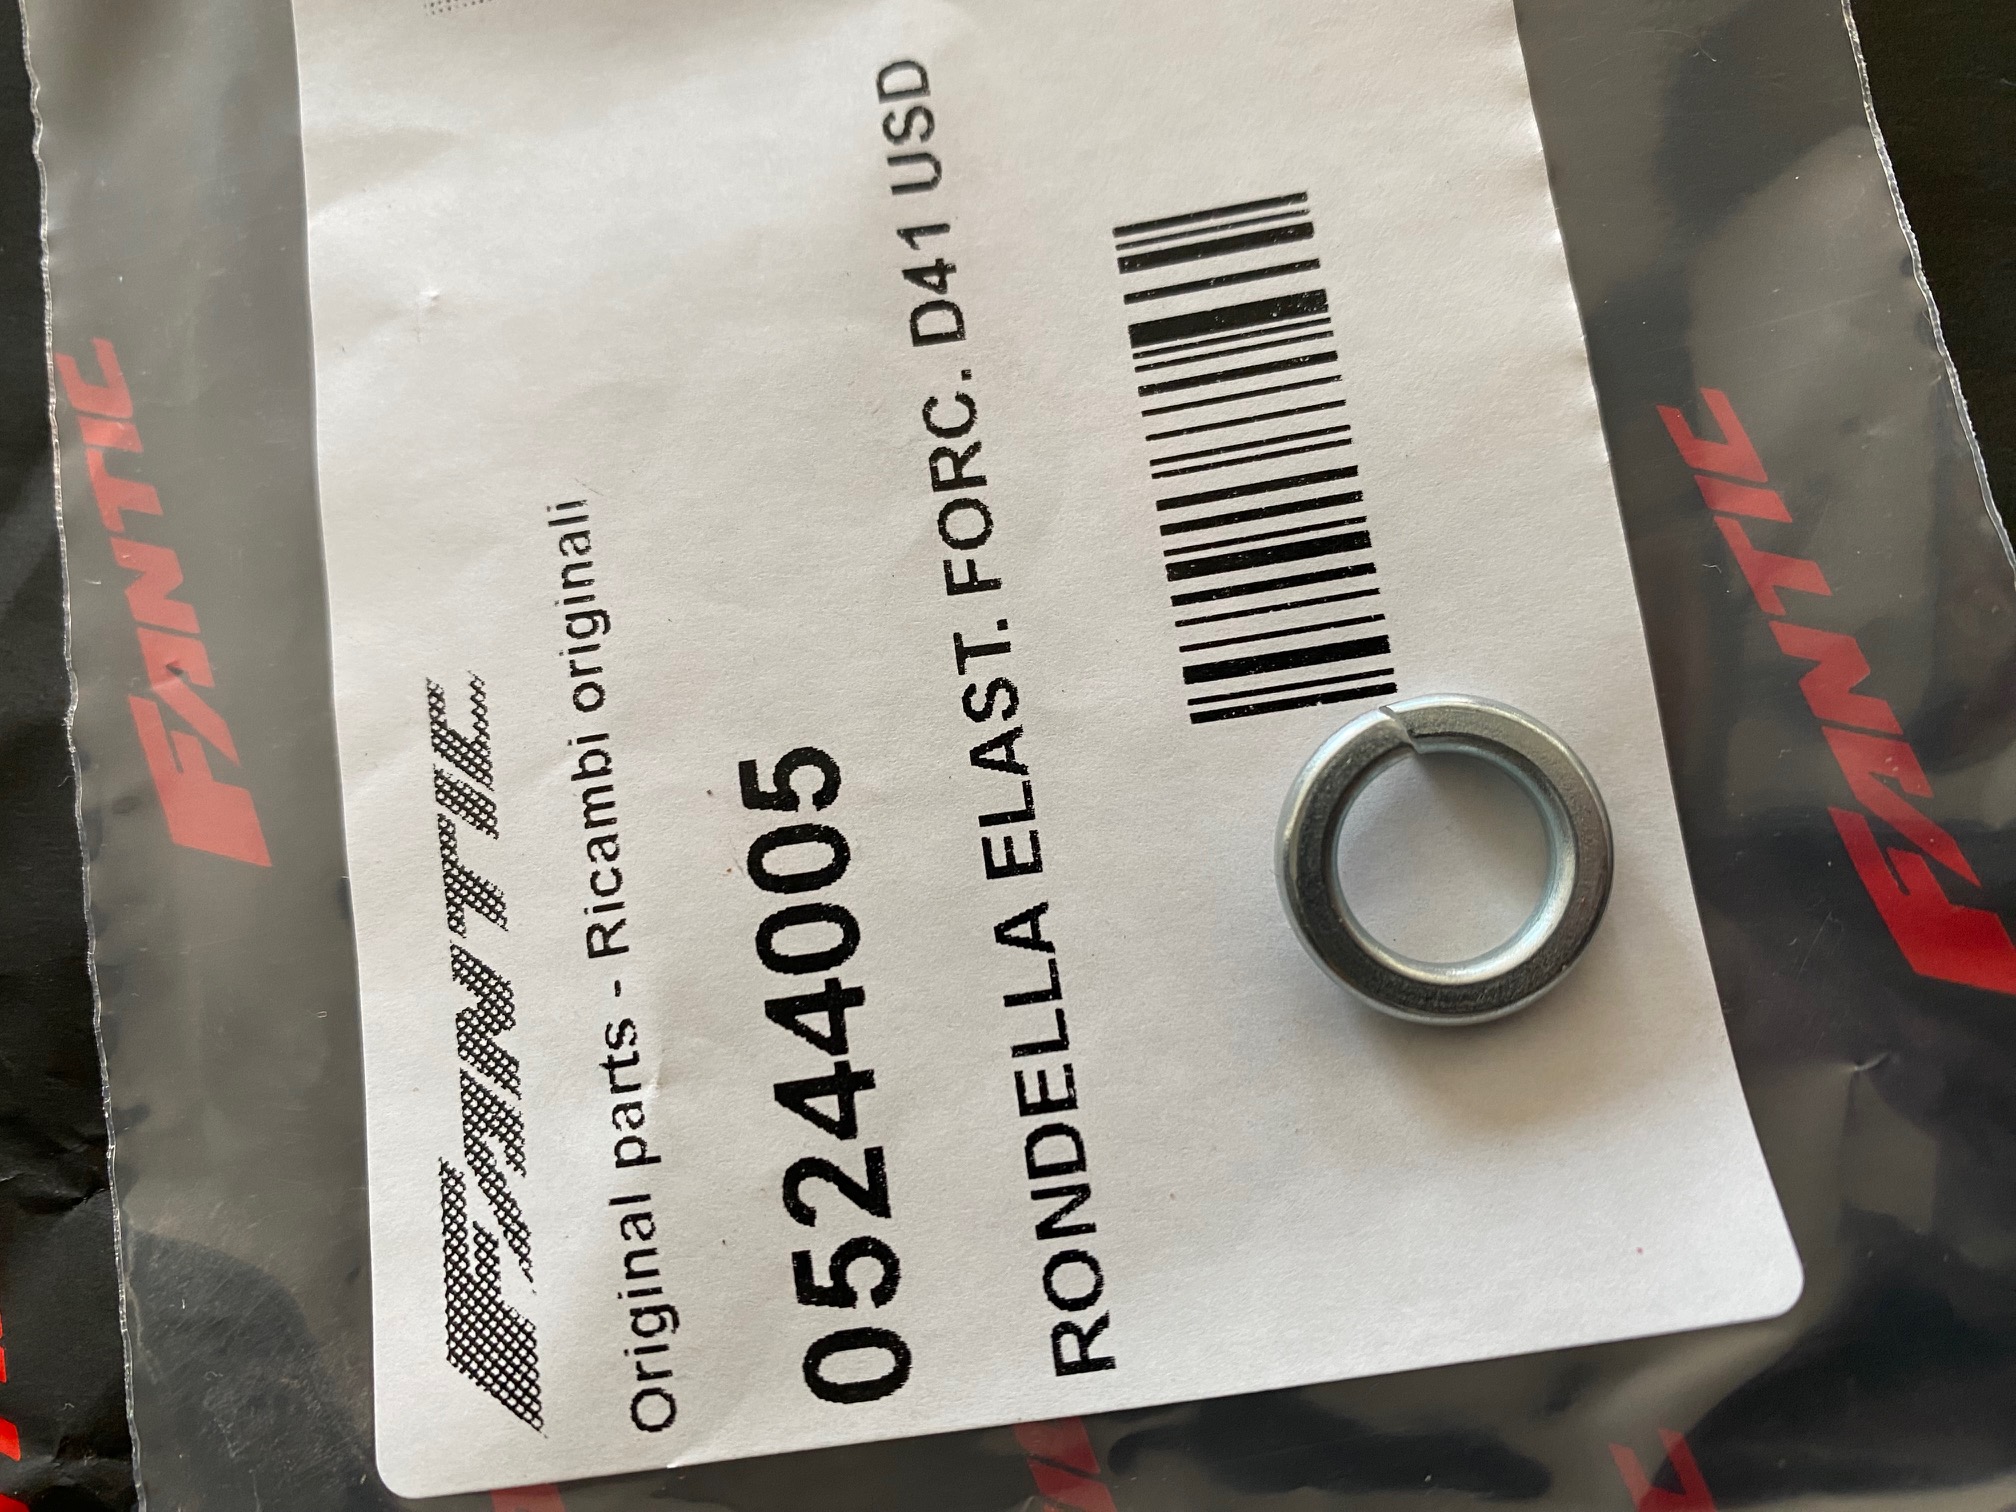 FANTIC
Original parts - Ricambi originali
05244005
RONDELLA ELAST. FORC. D41 USD
FANTIC
FANTIC